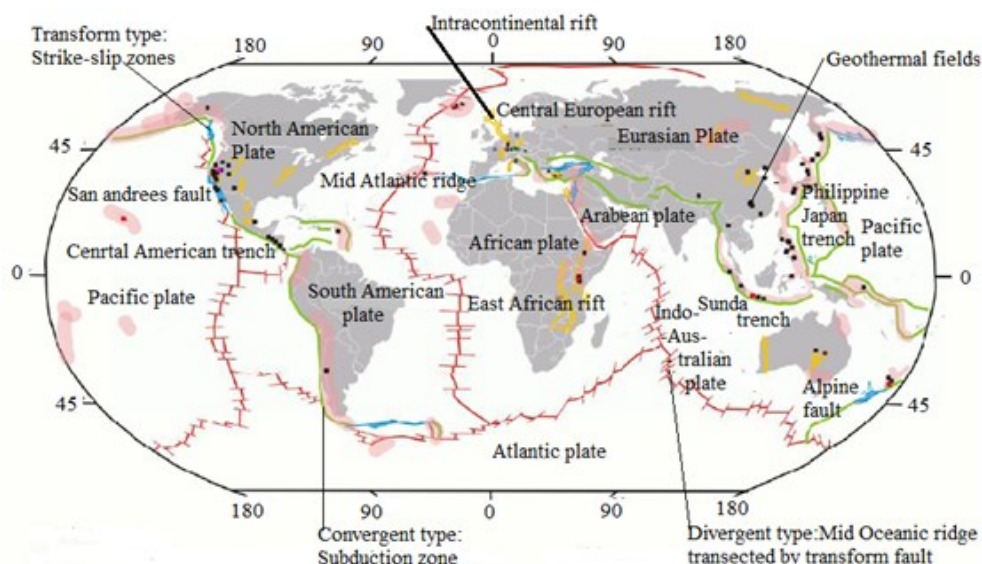 Intracontinental rift
Transform type:
Strike-slip zones
180
90
0
90
180
Geothermal fields
Central European rift
North American
Plate
Eurasian Plate
45
45
San andrees fault
Mid Atlantic ridge
Arabean plate
Philippine
Japan
trench
Pacific
plate
Cenrtal American trench
African plate
0
0
Pacific plate
South American
plate
East African rift
Indo-
Aus-
tralian
plate
Sunda
trench
Alpine
fault
45
45
Atlantic plate
180
90
0
90
180
Convergent type:
Subduction zone
Divergent type:Mid Oceanic ridge
transected by transform fault